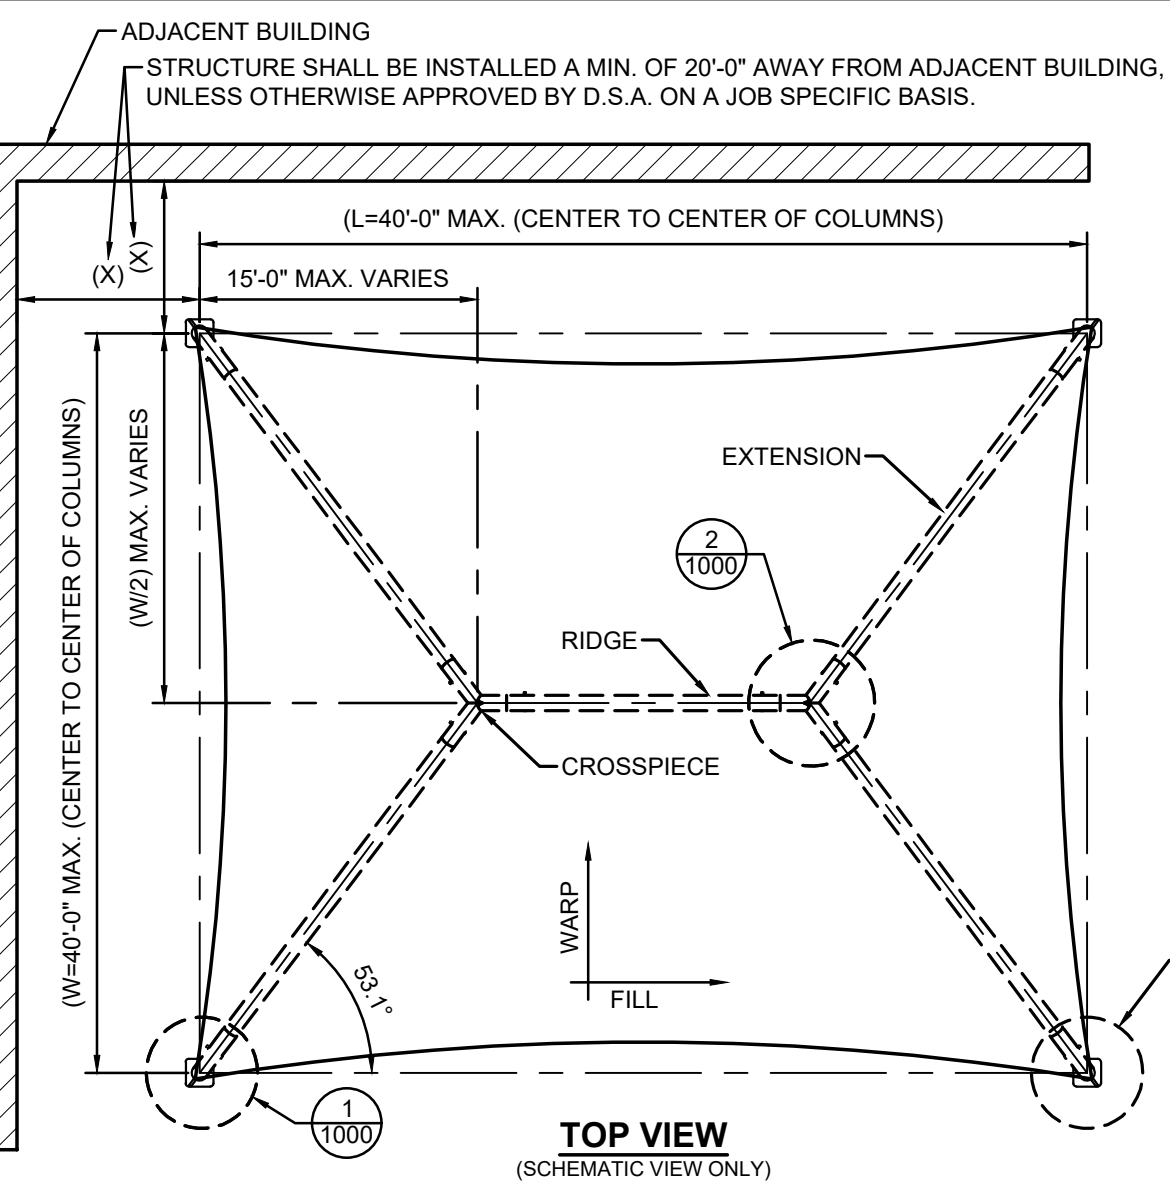 ADJACENT BUILDING
STRUCTURE SHALL BE INSTALLED A MIN. OF 20'-0" AWAY FROM ADJACENT BUILDING,
UNLESS OTHERWISE APPROVED BY D.S.A. ON A JOB SPECIFIC BASIS.
(L=40'-0" MAX. (CENTER TO CENTER OF COLUMNS)
(X)
(X)
15'-0" MAX. VARIES
(W=40'-0" MAX. (CENTER TO CENTER OF COLUMNS)
(W/2) MAX. VARIES
EXTENSION
2
1000
RIDGE
CROSSPIECE
WARP
FILL
53.1°
1
1000
TOP VIEW
(SCHEMATIC VIEW ONLY)